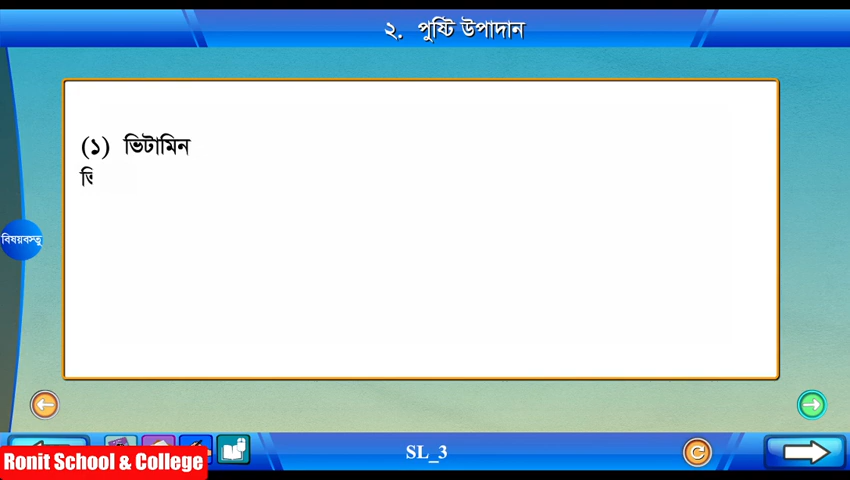 ২. পুষ্টি উপাদান
(১) ভিটামিন
বিষয়বস্তু
SL_3
Ronit School & College